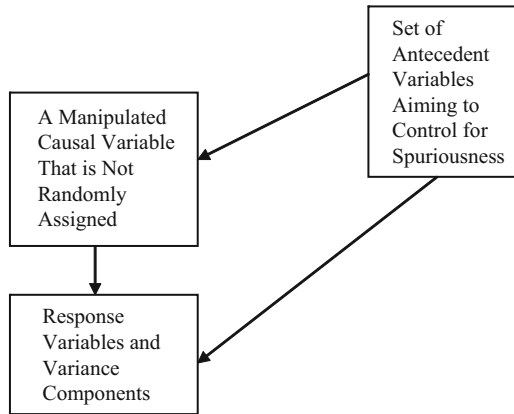 Set of
Antecedent
Variables
Aiming to
Control for
Spuriousness
A Manipulated
Causal Variable
That is Not
Randomly
Assigned
Response
Variables and
Variance
Components